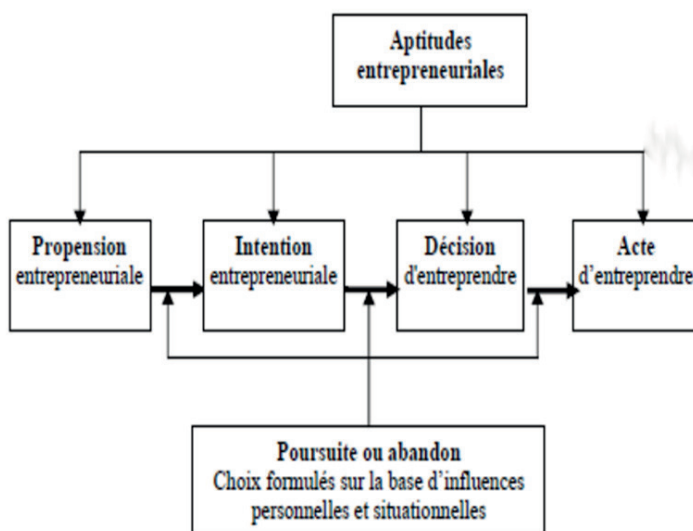 Aptitudes
entrepreneuriales
Propension
entrepreneuriale
Intention
entrepreneuriale
Décision
d'entreprendre
Acte
d’entreprendre
Poursuite ou abandon
Choix formulés sur la base d’influences
personnelles et situationnelles